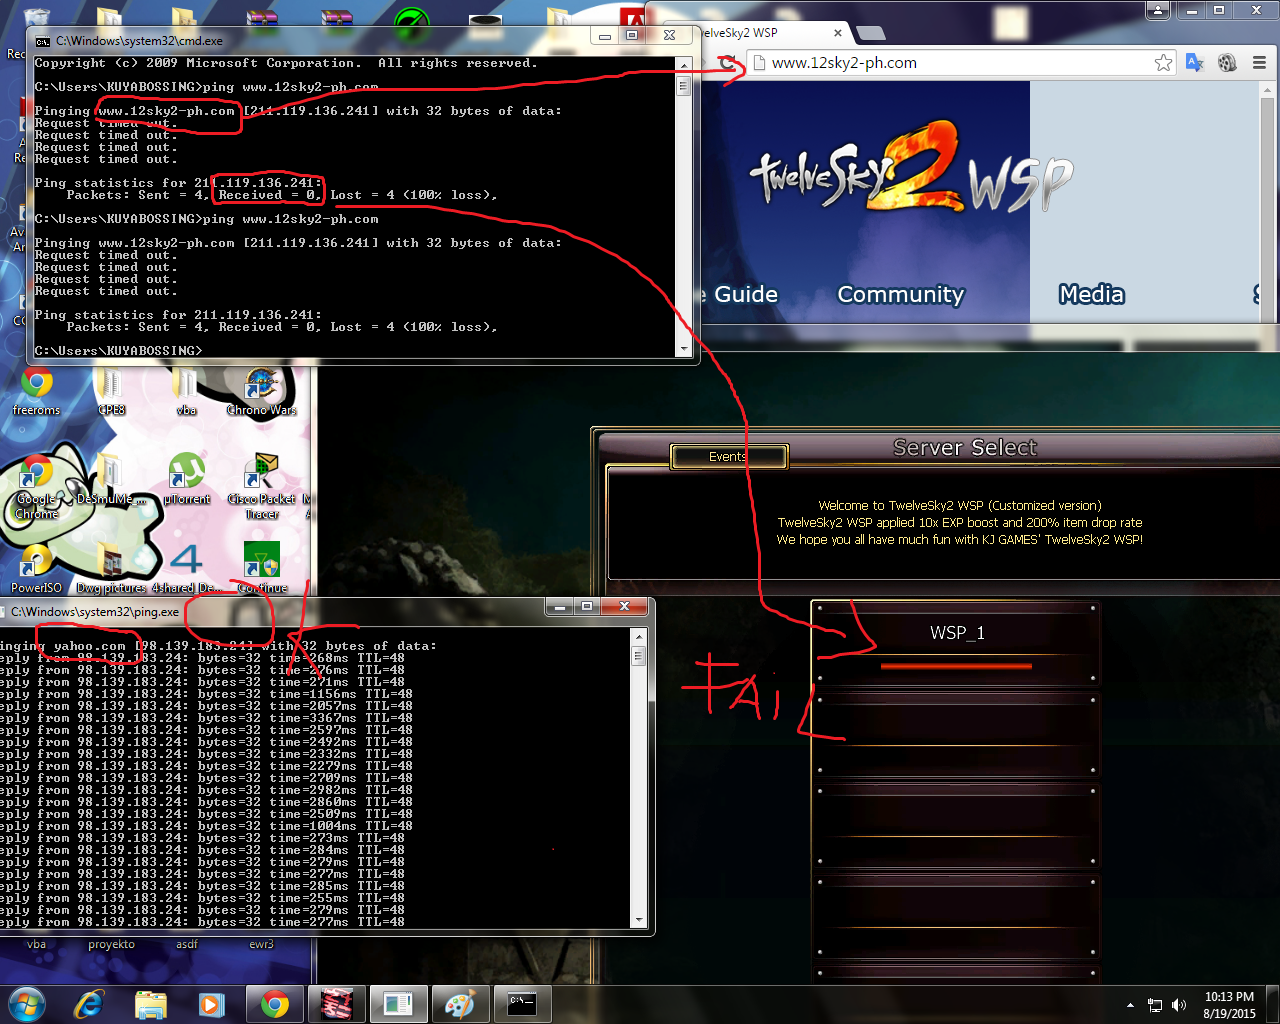 C:\Windows\system32\cmd.exe
Copyright (c) 2009 Microsoft Corporation.  All rights reserved.
C:\Users\KUYABOSSING>ping www.12sky2-ph.com
Pinging www.12sky2-ph.com [211.119.136.241] with 32 bytes of data:
Request timed out.
Request timed out.
Request timed out.
Request timed out.
Ping statistics for 211.119.136.241:
Packets: Sent = 4, Received = 0, Lost = 4 (100% loss),
C:\Users\KUYABOSSING>ping www.12sky2-ph.com
Pinging www.12sky2-ph.com [211.119.136.241] with 32 bytes of data:
Request timed out.
Request timed out.
Request timed out.
Request timed out.
Ping statistics for 211.119.136.241:
Packets: Sent = 4, Received = 0, Lost = 4 (100% loss),
C:\Users\KUYABOSSING>
welveSky2 WSP
www.12sky2-ph.com
TwelveSky2 WSP
e Guide
Community
Media
freeroms
CPE8
vba
Chrono Wars
Google Chrome
DeSmuMe_...
µTorrent
Cisco Packet Tracer
PowerISO
Dwg pictures
4shared_De...
Continue
Server Select
Events
Welcome to TwelveSky2 WSP (Customized version)
TwelveSky2 WSP applied 10x EXP boost and 200% item drop rate
We hope you all have much fun with KJ GAMES' TwelveSky2 WSP!
WSP_1
FAiL
C:\Windows\system32\ping.exe
inging yahoo.com [98.139.183.24] with 32 bytes of data:
eply from 98.139.183.24: bytes=32 time=268ms TTL=48
eply from 98.139.183.24: bytes=32 time=276ms TTL=48
eply from 98.139.183.24: bytes=32 time=271ms TTL=48
eply from 98.139.183.24: bytes=32 time=1156ms TTL=48
eply from 98.139.183.24: bytes=32 time=2057ms TTL=48
eply from 98.139.183.24: bytes=32 time=3367ms TTL=48
eply from 98.139.183.24: bytes=32 time=2597ms TTL=48
eply from 98.139.183.24: bytes=32 time=2492ms TTL=48
eply from 98.139.183.24: bytes=32 time=2332ms TTL=48
eply from 98.139.183.24: bytes=32 time=2279ms TTL=48
eply from 98.139.183.24: bytes=32 time=2709ms TTL=48
eply from 98.139.183.24: bytes=32 time=2982ms TTL=48
eply from 98.139.183.24: bytes=32 time=2860ms TTL=48
eply from 98.139.183.24: bytes=32 time=2509ms TTL=48
eply from 98.139.183.24: bytes=32 time=1004ms TTL=48
eply from 98.139.183.24: bytes=32 time=273ms TTL=48
eply from 98.139.183.24: bytes=32 time=284ms TTL=48
eply from 98.139.183.24: bytes=32 time=279ms TTL=48
eply from 98.139.183.24: bytes=32 time=277ms TTL=48
eply from 98.139.183.24: bytes=32 time=285ms TTL=48
eply from 98.139.183.24: bytes=32 time=255ms TTL=48
eply from 98.139.183.24: bytes=32 time=279ms TTL=48
eply from 98.139.183.24: bytes=32 time=277ms TTL=48
vba
proyekto
asdf
ewr3
10:13 PM
8/19/2015